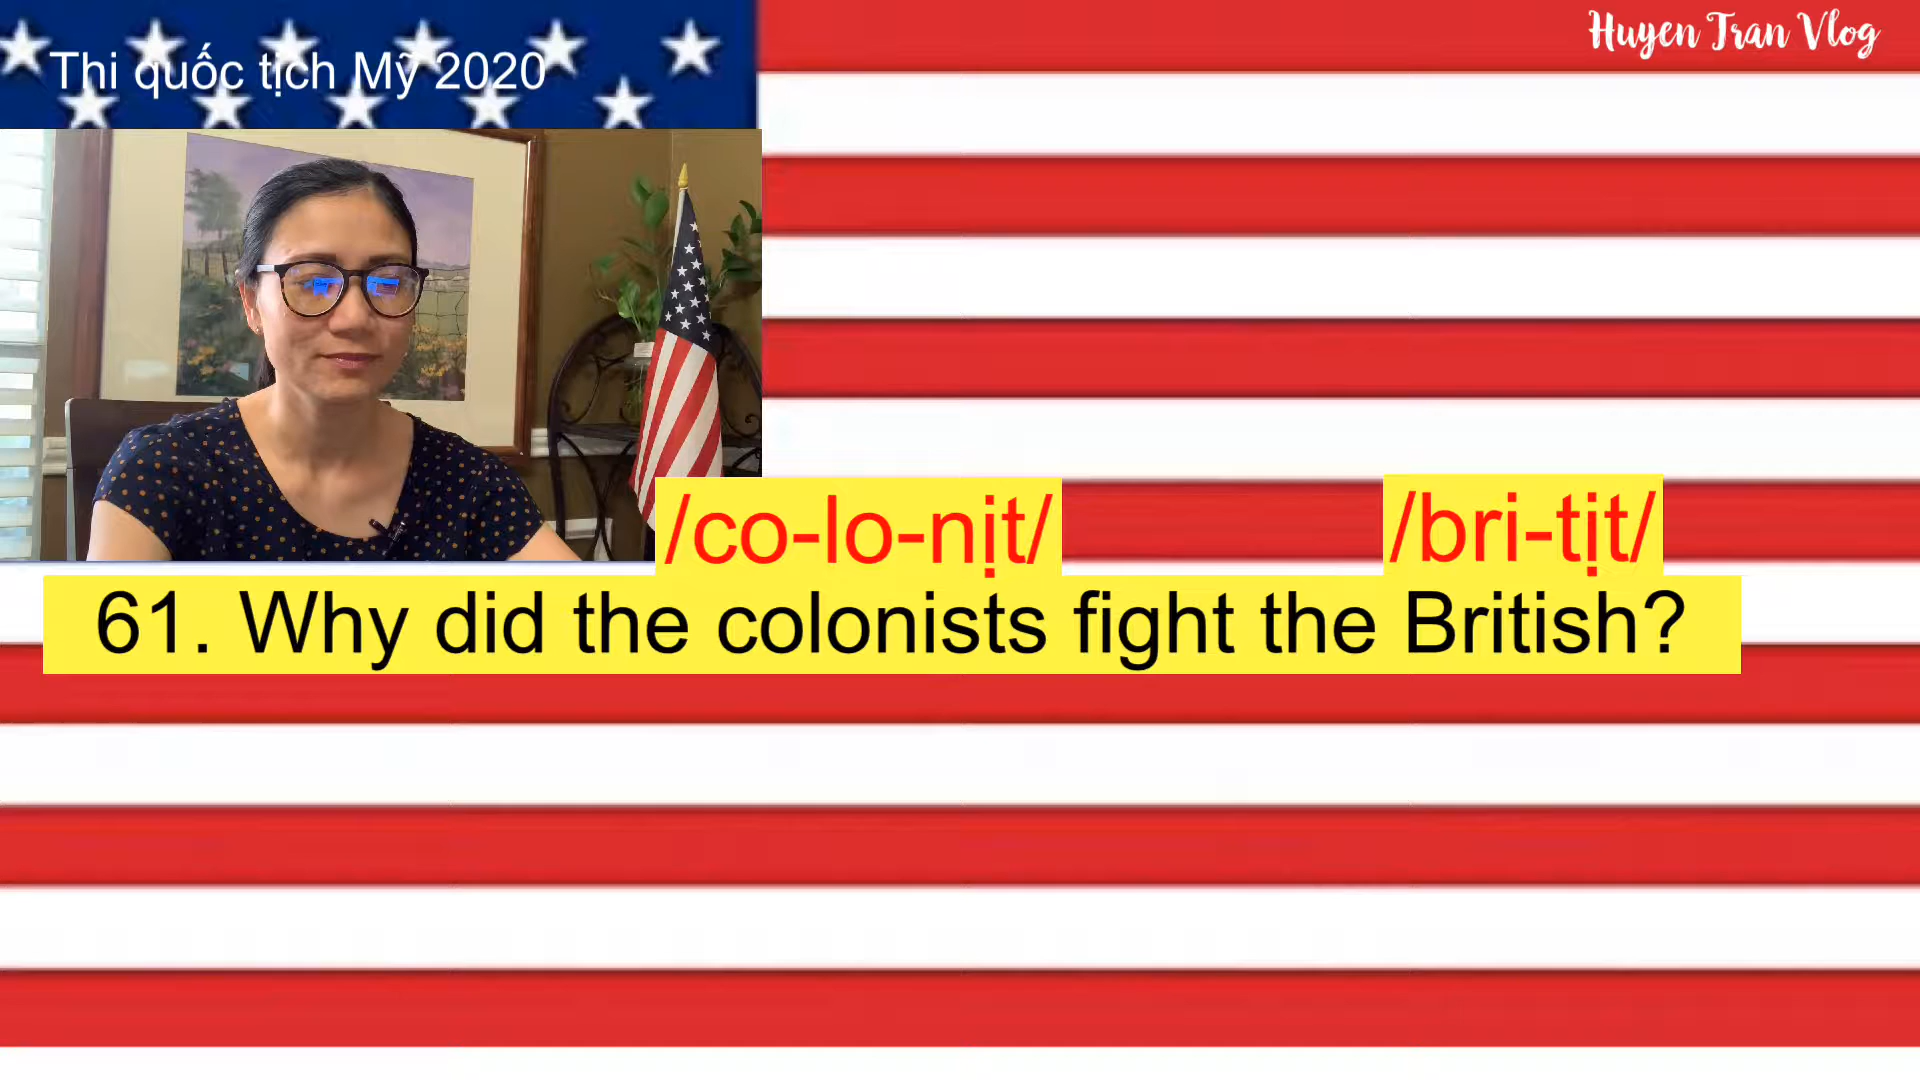 Huyen Tran Vlog
Thi quốc tịch Mỹ 2020
/co-lo-nịt/ /bri-tịt/
61. Why did the colonists fight the British?